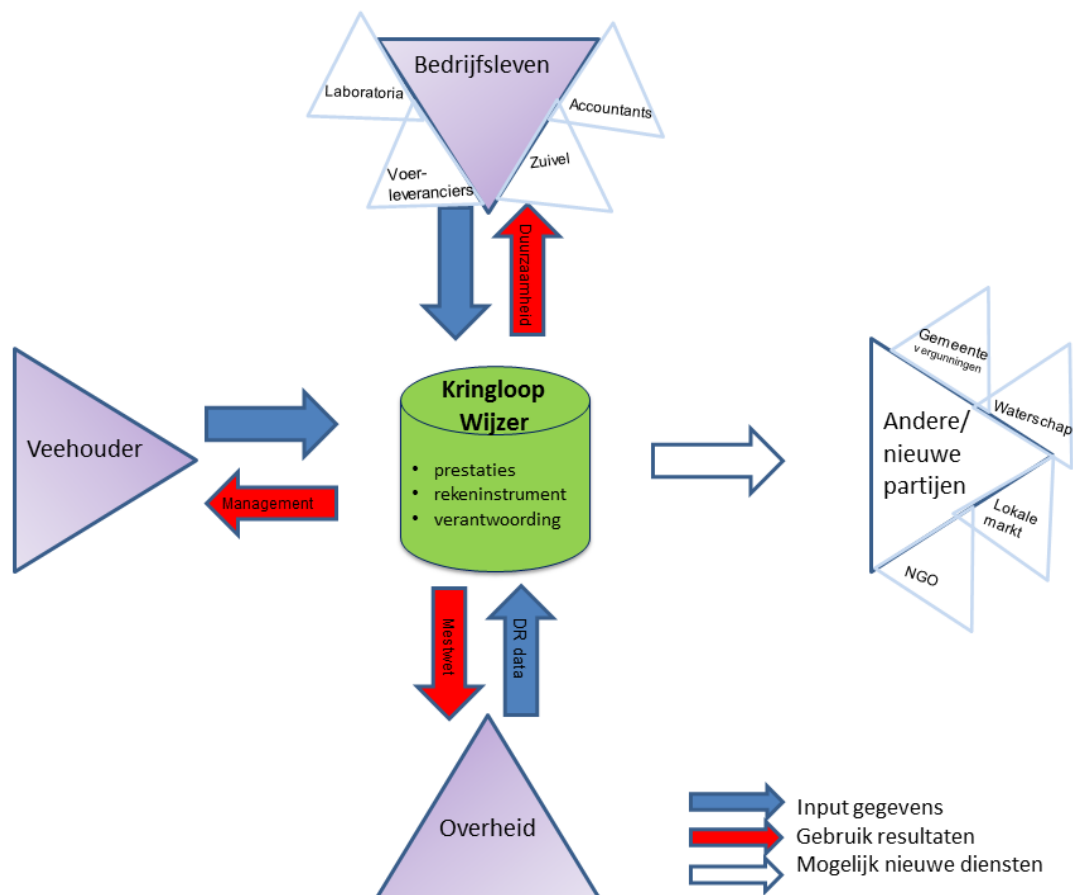 Bedrijfsleven
Laboratoria
Accountants
Voer-
leveranciers
Zuivel
Duurzaamheid
Veehouder
Management
Kringloop
Wijzer
• prestaties
• rekeninstrument
• verantwoording
Gemeente
vergunningen
Waterschap
Andere/
nieuwe
partijen
Lokale
markt
NGO
Mestwet
DR data
Overheid
Input gegevens
Gebruik resultaten
Mogelijk nieuwe diensten